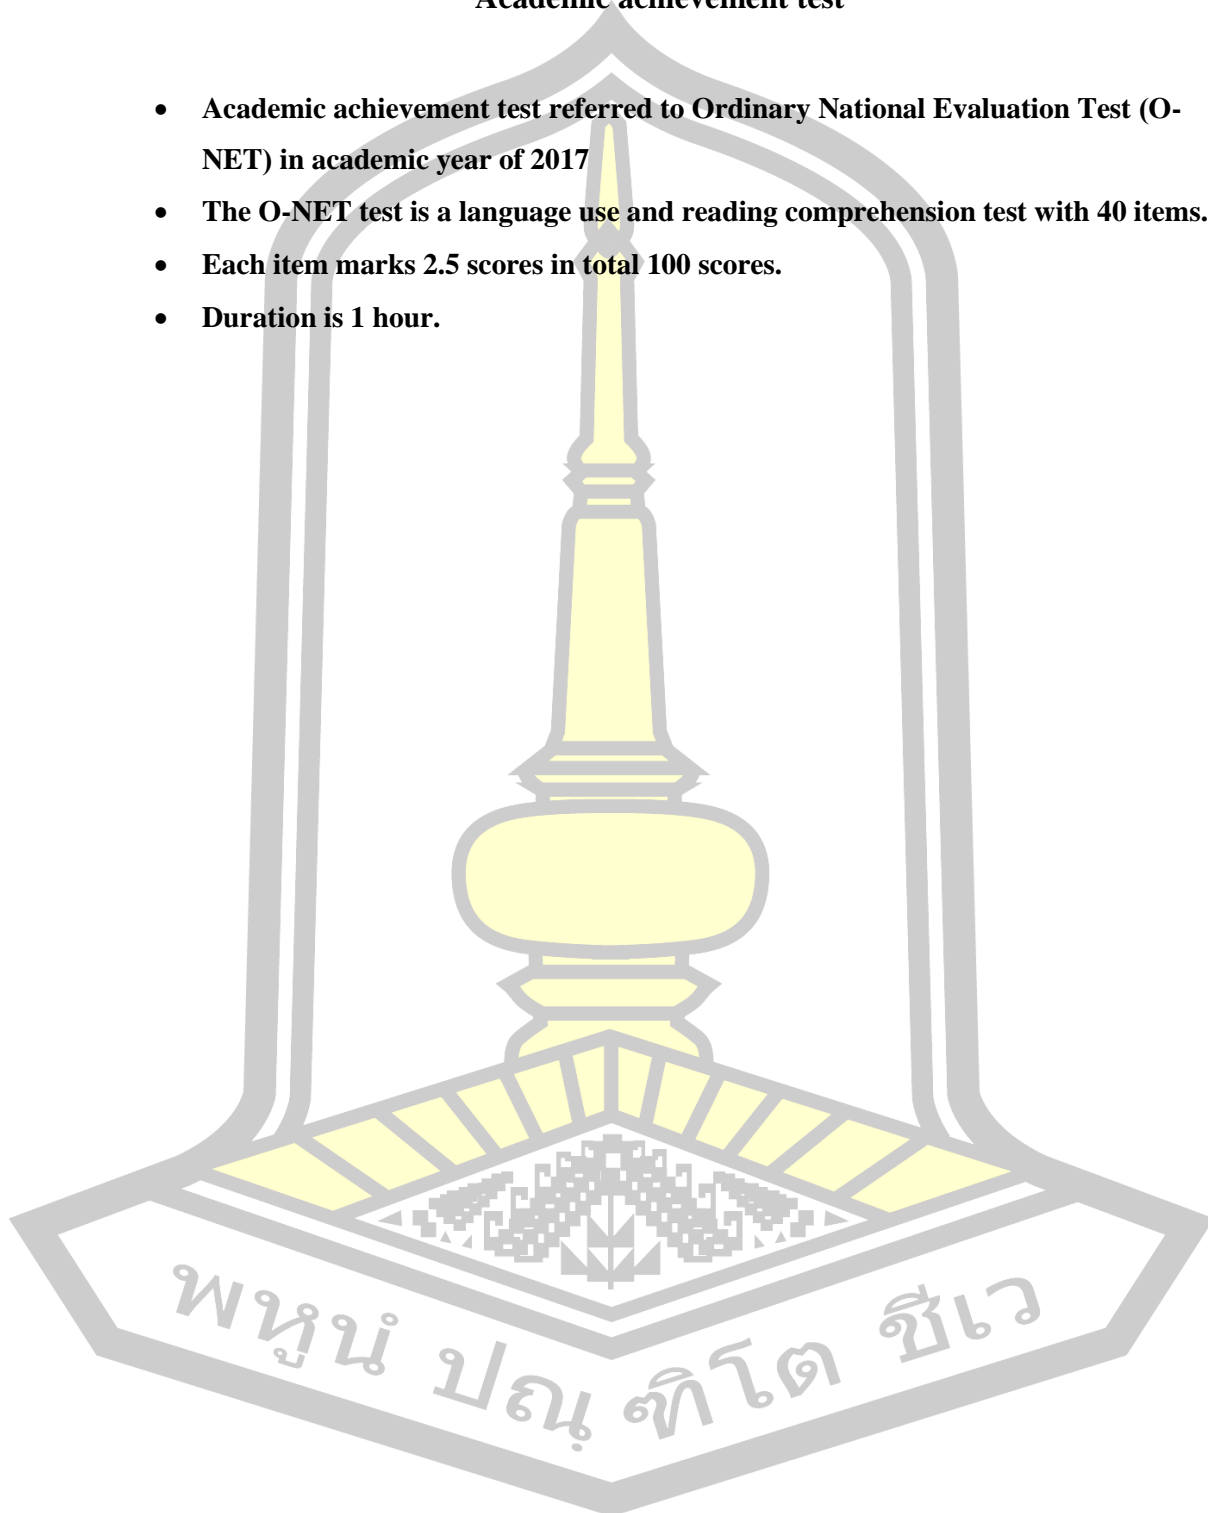 Academic achievement test
• Academic achievement test referred to Ordinary National Evaluation Test (O-
NET) in academic year of 2017
• The O-NET test is a language use and reading comprehension test with 40 items.
• Each item marks 2.5 scores in total 100 scores.
• Duration is 1 hour.
พหูนํ ปณฺฑิโต ชีเว